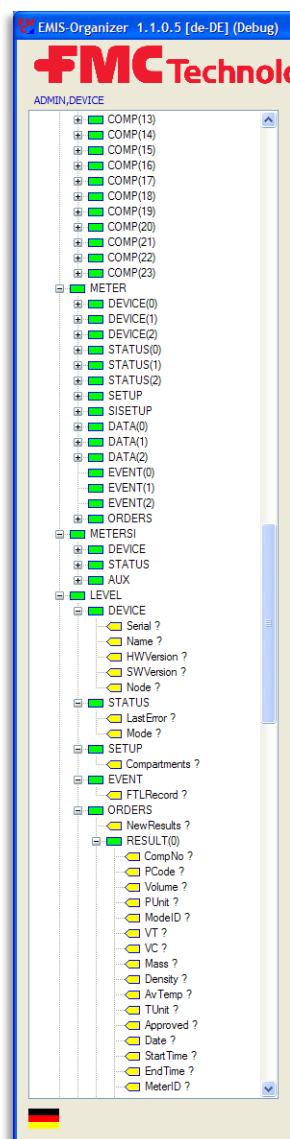 EMIS-Organizer 1.1.0.5 [de-DE] (Debug)
FMC Technolo
ADMIN,DEVICE
COMP(13)
COMP(14)
COMP(15)
COMP(16)
COMP(17)
COMP(18)
COMP(19)
COMP(20)
COMP(21)
COMP(22)
COMP(23)
METER
DEVICE(0)
DEVICE(1)
DEVICE(2)
STATUS(0)
STATUS(1)
STATUS(2)
SETUP
SISETUP
DATA(0)
DATA(1)
DATA(2)
EVENT(0)
EVENT(1)
EVENT(2)
ORDERS
METERSI
DEVICE
STATUS
AUX
LEVEL
DEVICE
Serial ?
Name ?
HWVersion ?
SWVersion ?
Node ?
STATUS
LastError ?
Mode ?
SETUP
Compartments ?
EVENT
FTLRecord ?
ORDERS
NewResults ?
RESULT(0)
CompNo ?
PCode ?
Volume ?
PUnit ?
ModeID ?
VT ?
VC ?
Mass ?
Density ?
AvTemp ?
TUnit ?
Approved ?
Date ?
StartTime ?
EndTime ?
MeterID ?